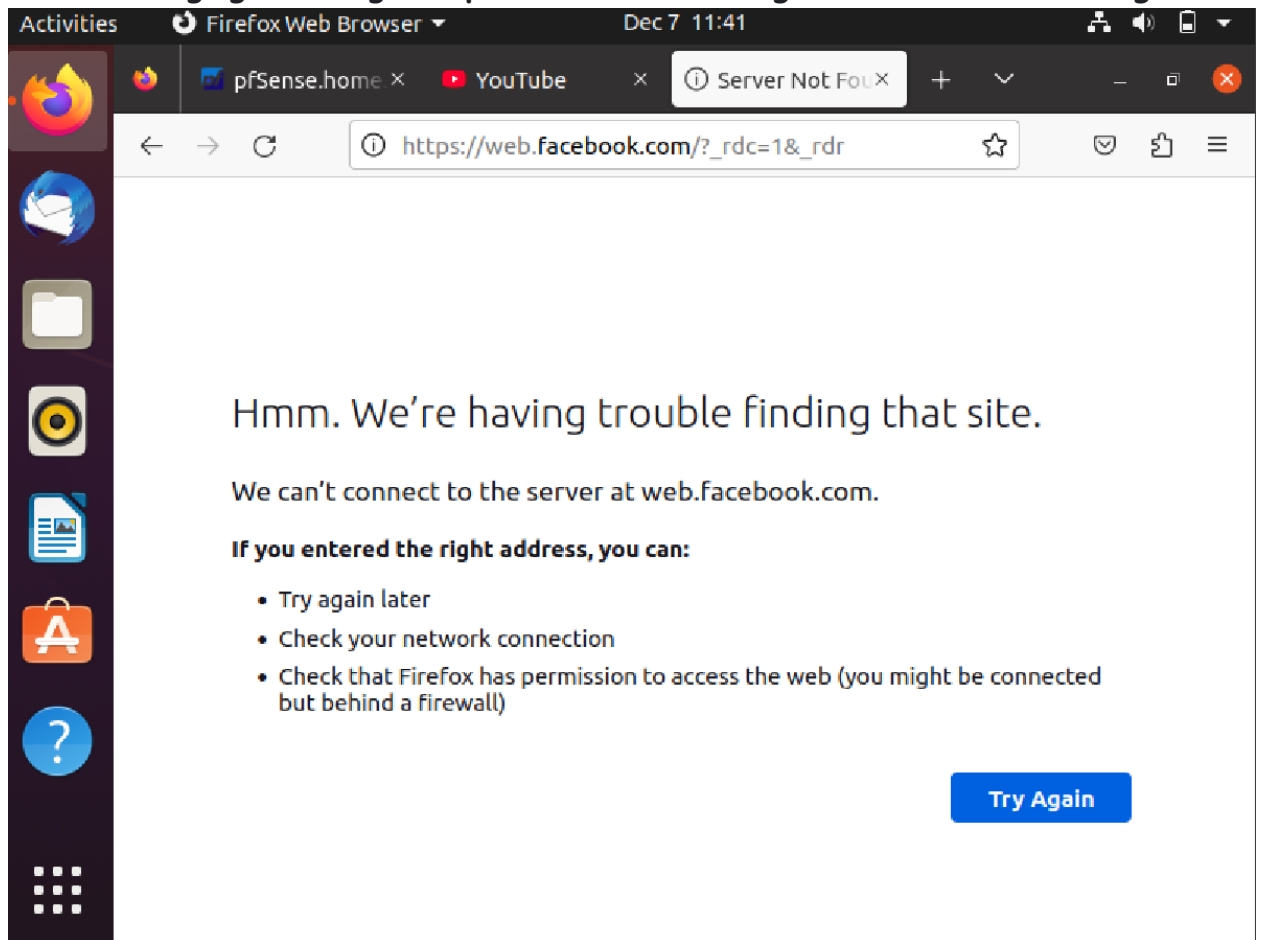 Activities Firefox Web Browser Dec 7 11:41
pfSense.home. YouTube Server Not Fou
https://web.facebook.com/?_rdc=1&_rdr
Hmm. We're having trouble finding that site.
We can't connect to the server at web.facebook.com.
If you entered the right address, you can:
• Try again later
• Check your network connection
• Check that Firefox has permission to access the web (you might be connected
but behind a firewall)
Try Again